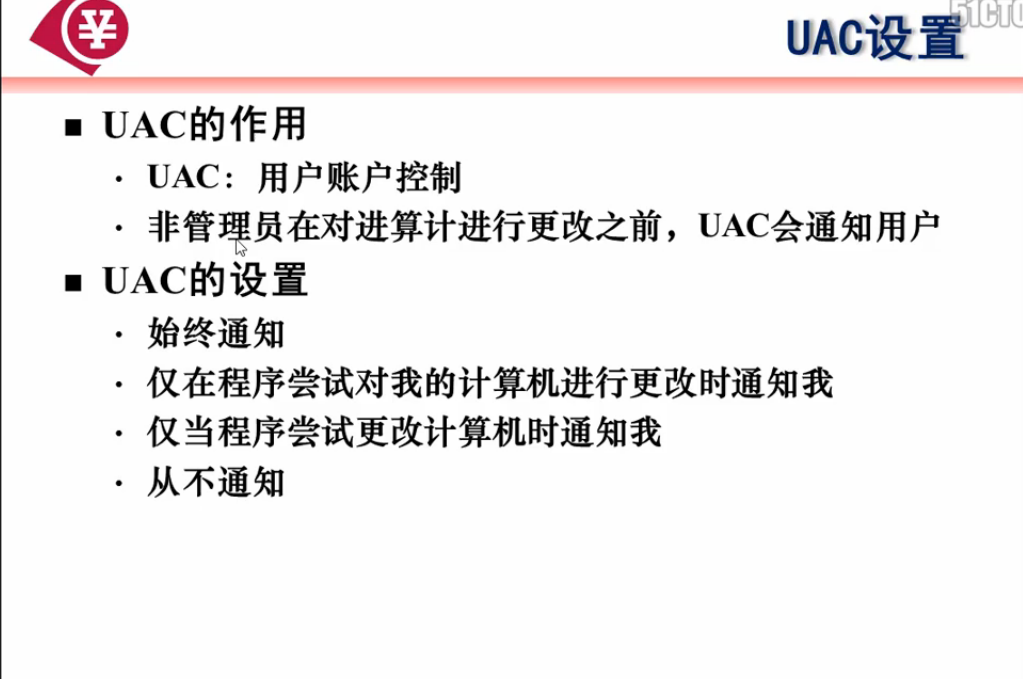 51CTO
UAC设置
■ UAC的作用
· UAC：用户账户控制
· 非管理员在对进算计进行更改之前，UAC会通知用户
■ UAC的设置
· 始终通知
· 仅在程序尝试对我的计算机进行更改时通知我
· 仅当程序尝试更改计算机时通知我
· 从不通知